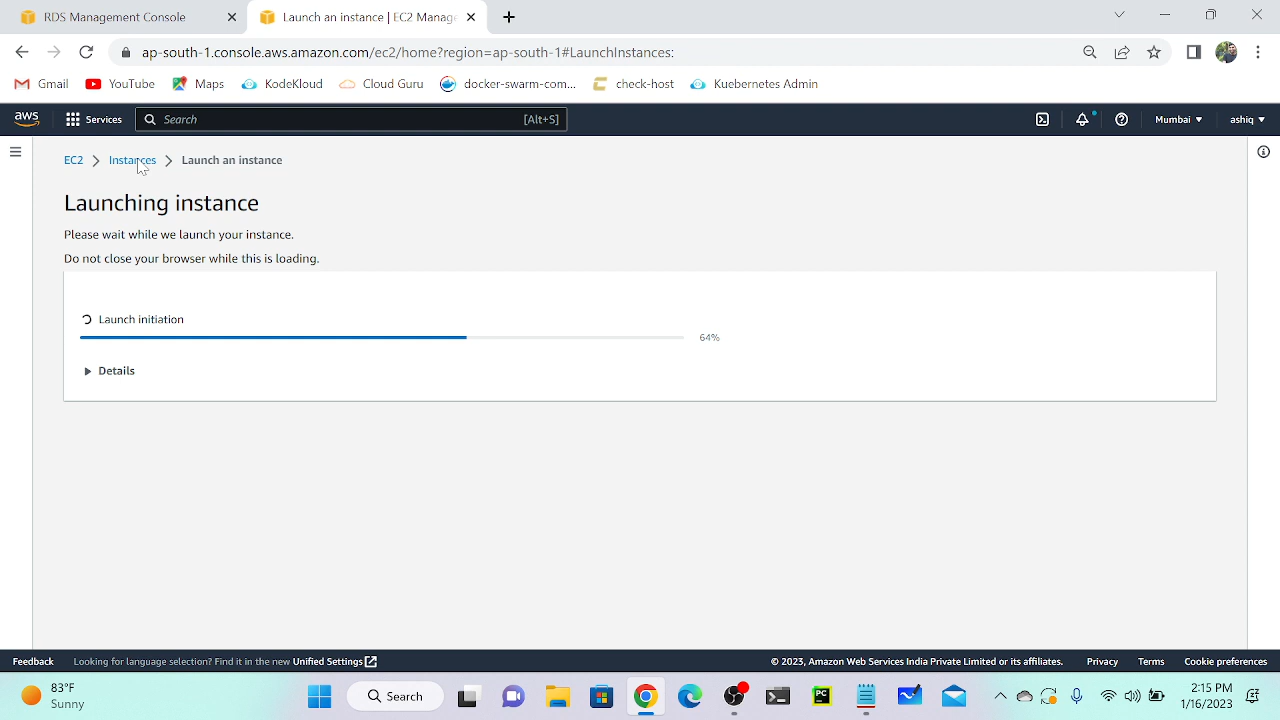 RDS Management Console
Launch an instance | EC2 Manage
ap-south-1.console.aws.amazon.com/ec2/home?region=ap-south-1#LaunchInstances:
Gmail YouTube Maps KodeKloud Cloud Guru docker-swarm-com... check-host Kuebernetes Admin
aws Services Search [Alt+S] Mumbai ashiq
EC2 Instances Launch an instance
Launching instance
Please wait while we launch your instance.
Do not close your browser while this is loading.
Launch initiation
64%
Details
Feedback Looking for language selection? Find it in the new Unified Settings © 2023, Amazon Web Services India Private Limited or its affiliates. Privacy Terms Cookie preferences
83°F
Sunny
Search
PC
2:15 PM
1/16/2023